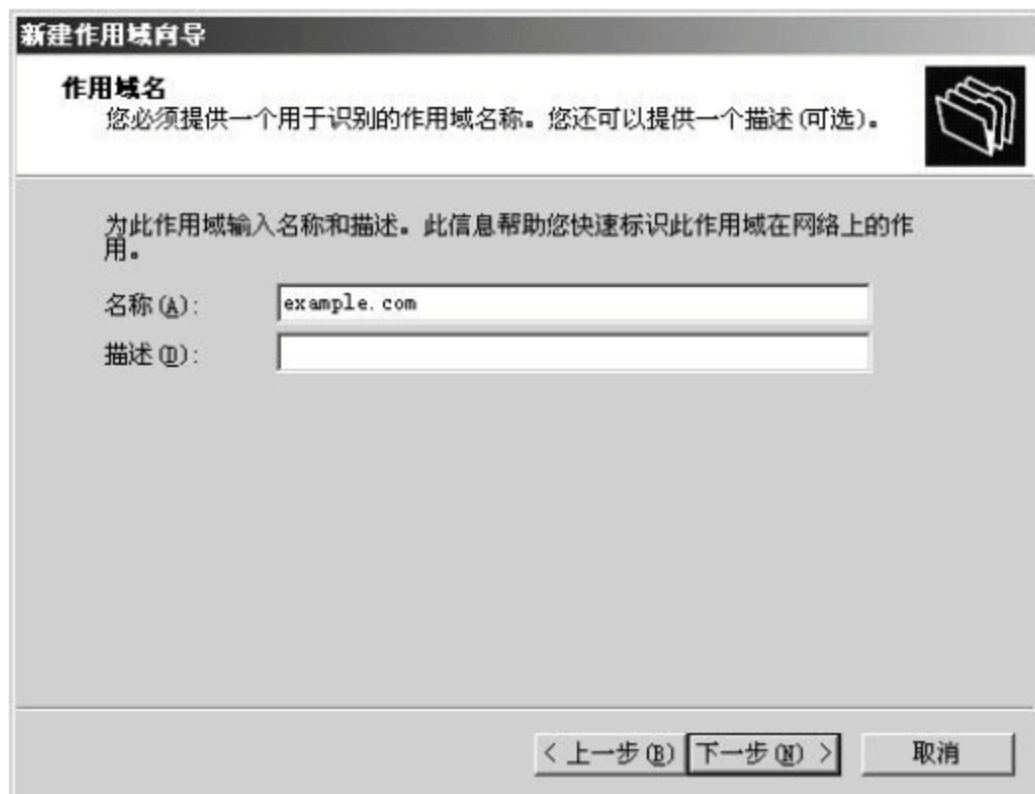 新建作用域向导
作用域名
您必须提供一个用于识别的作用域名称。您还可以提供一个描述(可选)。
为此作用域输入名称和描述。此信息帮助您快速标识此作用域在网络上的作
用。
名称(A): example.com
描述(D):
< 上一步(B) 下一步(N) > 取消